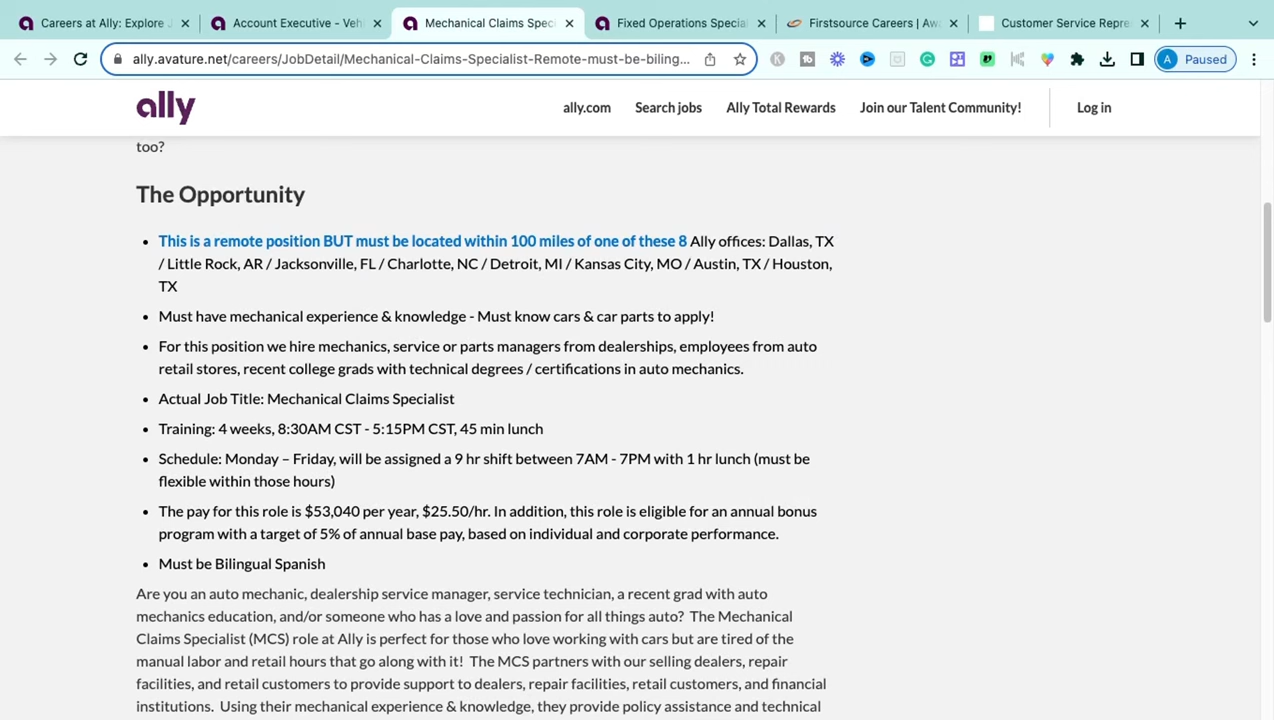 Careers at Ally: Explore J
Account Executive – Veh
Mechanical Claims Speci
Fixed Operations Special
Firstsource Careers | Aw
Customer Service Repre
ally.avature.net/careers/JobDetail/Mechanical-Claims-Specialist-Remote-must-be-biling...
A Paused
ally
ally.com Search jobs Ally Total Rewards Join our Talent Community! Log in
too?
The Opportunity
• This is a remote position BUT must be located within 100 miles of one of these 8 Ally offices: Dallas, TX
/ Little Rock, AR / Jacksonville, FL / Charlotte, NC / Detroit, MI / Kansas City, MO / Austin, TX / Houston,
TX
• Must have mechanical experience & knowledge - Must know cars & car parts to apply!
• For this position we hire mechanics, service or parts managers from dealerships, employees from auto
retail stores, recent college grads with technical degrees / certifications in auto mechanics.
• Actual Job Title: Mechanical Claims Specialist
• Training: 4 weeks, 8:30AM CST - 5:15PM CST, 45 min lunch
• Schedule: Monday – Friday, will be assigned a 9 hr shift between 7AM - 7PM with 1 hr lunch (must be
flexible within those hours)
• The pay for this role is $53,040 per year, $25.50/hr. In addition, this role is eligible for an annual bonus
program with a target of 5% of annual base pay, based on individual and corporate performance.
• Must be Bilingual Spanish
Are you an auto mechanic, dealership service manager, service technician, a recent grad with auto
mechanics education, and/or someone who has a love and passion for all things auto? The Mechanical
Claims Specialist (MCS) role at Ally is perfect for those who love working with cars but are tired of the
manual labor and retail hours that go along with it! The MCS partners with our selling dealers, repair
facilities, and retail customers to provide support to dealers, repair facilities, retail customers, and financial
institutions. Using their mechanical experience & knowledge, they provide policy assistance and technical